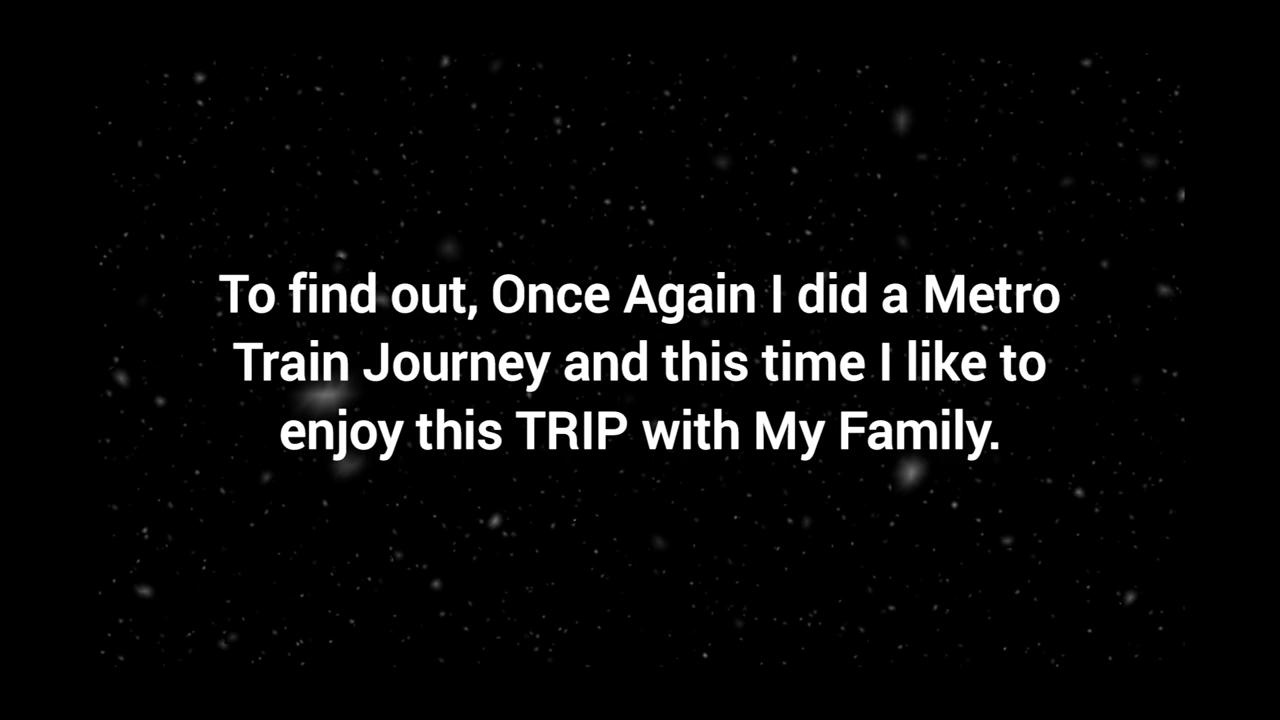 To find out, Once Again I did a Metro
Train Journey and this time I like to
enjoy this TRIP with My Family.